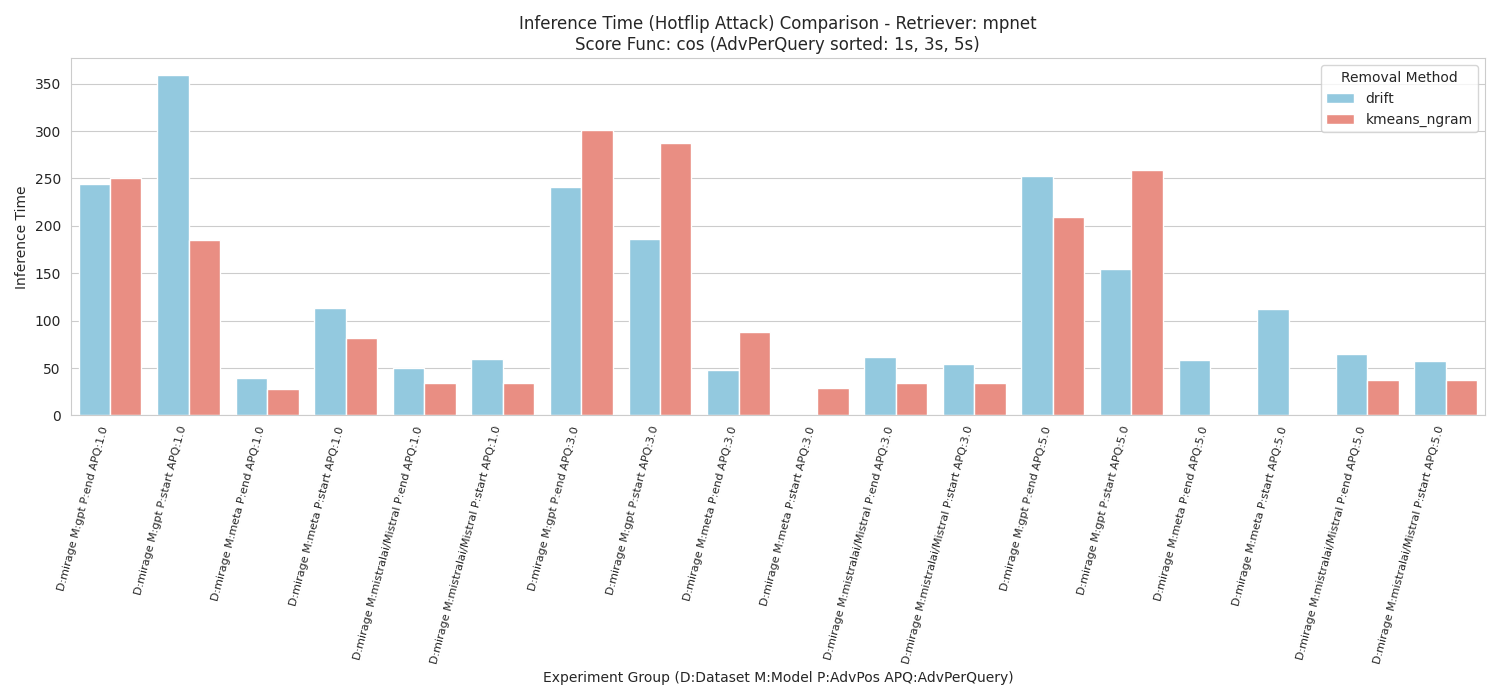 Inference Time (Hotflip Attack) Comparison - Retriever: mpnet
Score Func: cos (AdvPerQuery sorted: 1s, 3s, 5s)
Removal Method
drift
kmeans_ngram
Inference Time
350
300
250
200
150
100
50
0
D:mirage M:gpt P:end APQ:1.0
D:mirage M:gpt P:start APQ:1.0
D:mirage M:meta P:end APQ:1.0
D:mirage M:meta P:start APQ:1.0
D:mirage M:mistralai/Mistral P:end APQ:1.0
D:mirage M:mistralai/Mistral P:start APQ:1.0
D:mirage M:gpt P:end APQ:3.0
D:mirage M:gpt P:start APQ:3.0
D:mirage M:meta P:end APQ:3.0
D:mirage M:meta P:start APQ:3.0
D:mirage M:mistralai/Mistral P:end APQ:3.0
D:mirage M:mistralai/Mistral P:start APQ:3.0
D:mirage M:gpt P:end APQ:5.0
D:mirage M:gpt P:start APQ:5.0
D:mirage M:meta P:end APQ:5.0
D:mirage M:meta P:start APQ:5.0
D:mirage M:mistralai/Mistral P:end APQ:5.0
D:mirage M:mistralai/Mistral P:start APQ:5.0
Experiment Group (D:Dataset M:Model P:AdvPos APQ:AdvPerQuery)